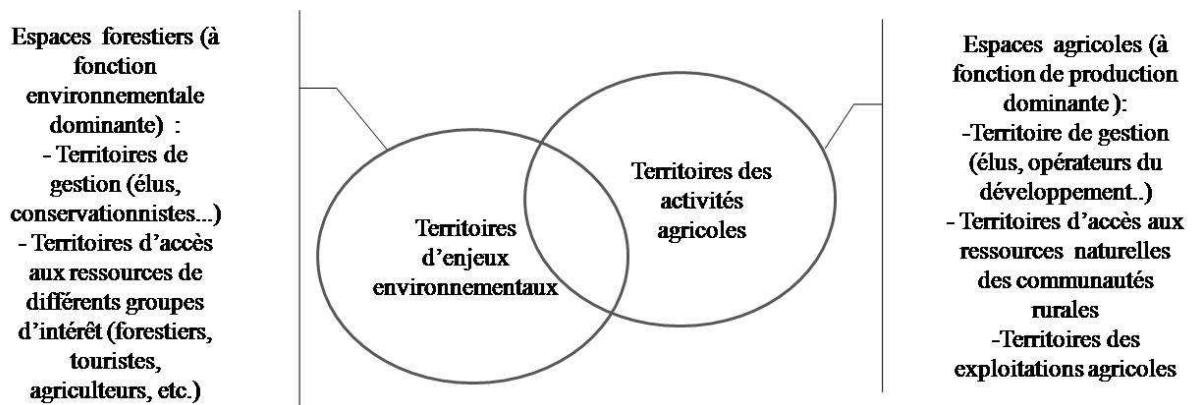 Espaces forestiers (à
fonction
environnementale
dominante) :
- Territoires de
gestion (élus,
conservationnistes...)
- Territoires d'accès
aux ressources de
différents groupes
d'intérêt (forestiers,
touristes,
agriculteurs, etc.)
Territoires
d'enjeux
environnementaux
Territoires des
activités
agricoles
Espaces agricoles (à
fonction de production
dominante ):
-Territoire de gestion
(élus, opérateurs du
développement..)
- Territoires d'accès aux
ressources naturelles
des communautés
rurales
-Territoires des
exploitations agricoles